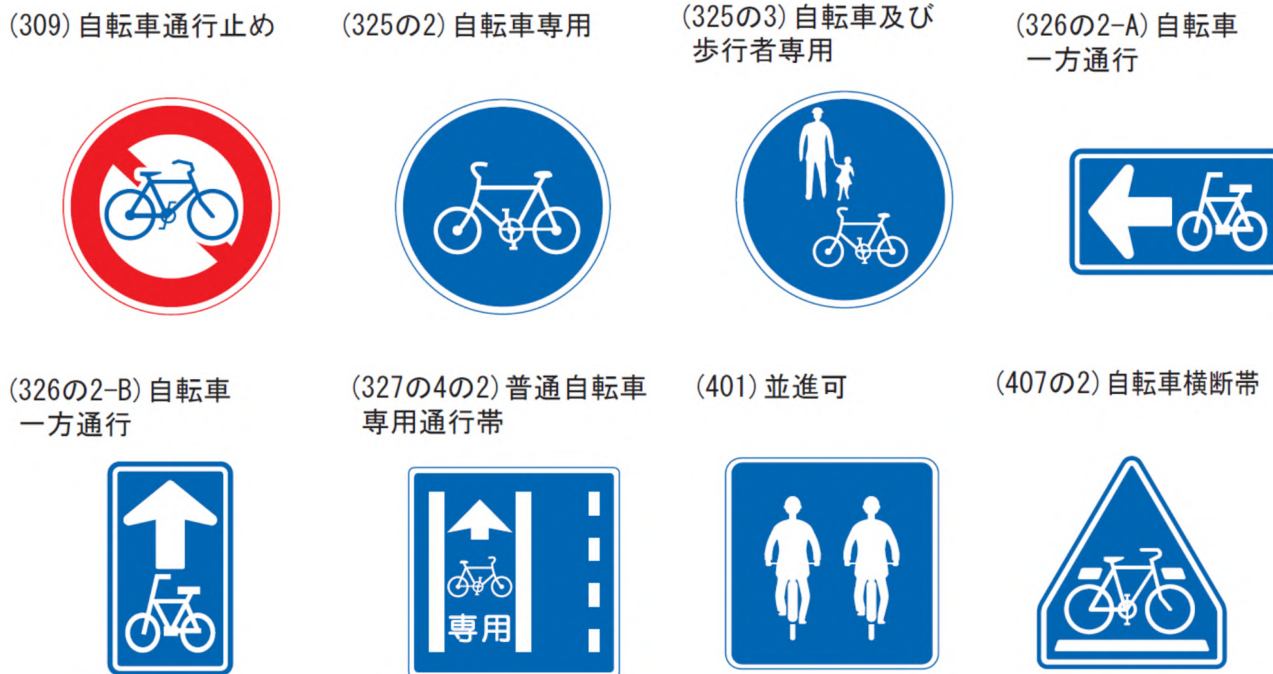 (309)自転車通行止め
(325の2)自転車専用
(325の3)自転車及び
歩行者専用
(326の2-A)自転車
一方通行
(326の2-B)自転車
一方通行
(327の4の2)普通自転車
専用通行帯
専用
(401)並進可
(407の2)自転車横断帯